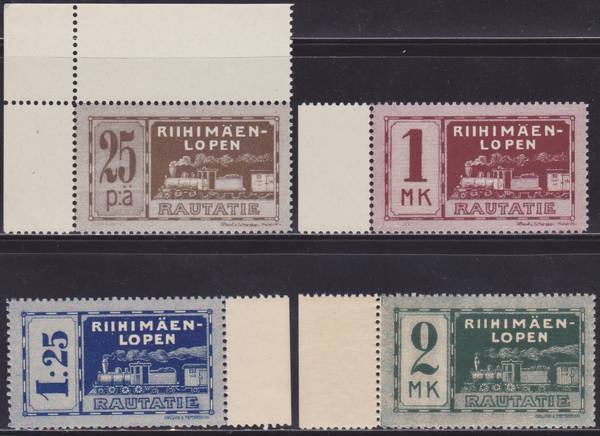 25
p:ä
RIIHIMÄEN-
LOPEN
RAUTATIE
1
MK
RIIHIMÄEN-
LOPEN
RAUTATIE
1:25
RIIHIMÄEN-
LOPEN
RAUTATIE
2
MK
RIIHIMÄEN-
LOPEN
RAUTATIE